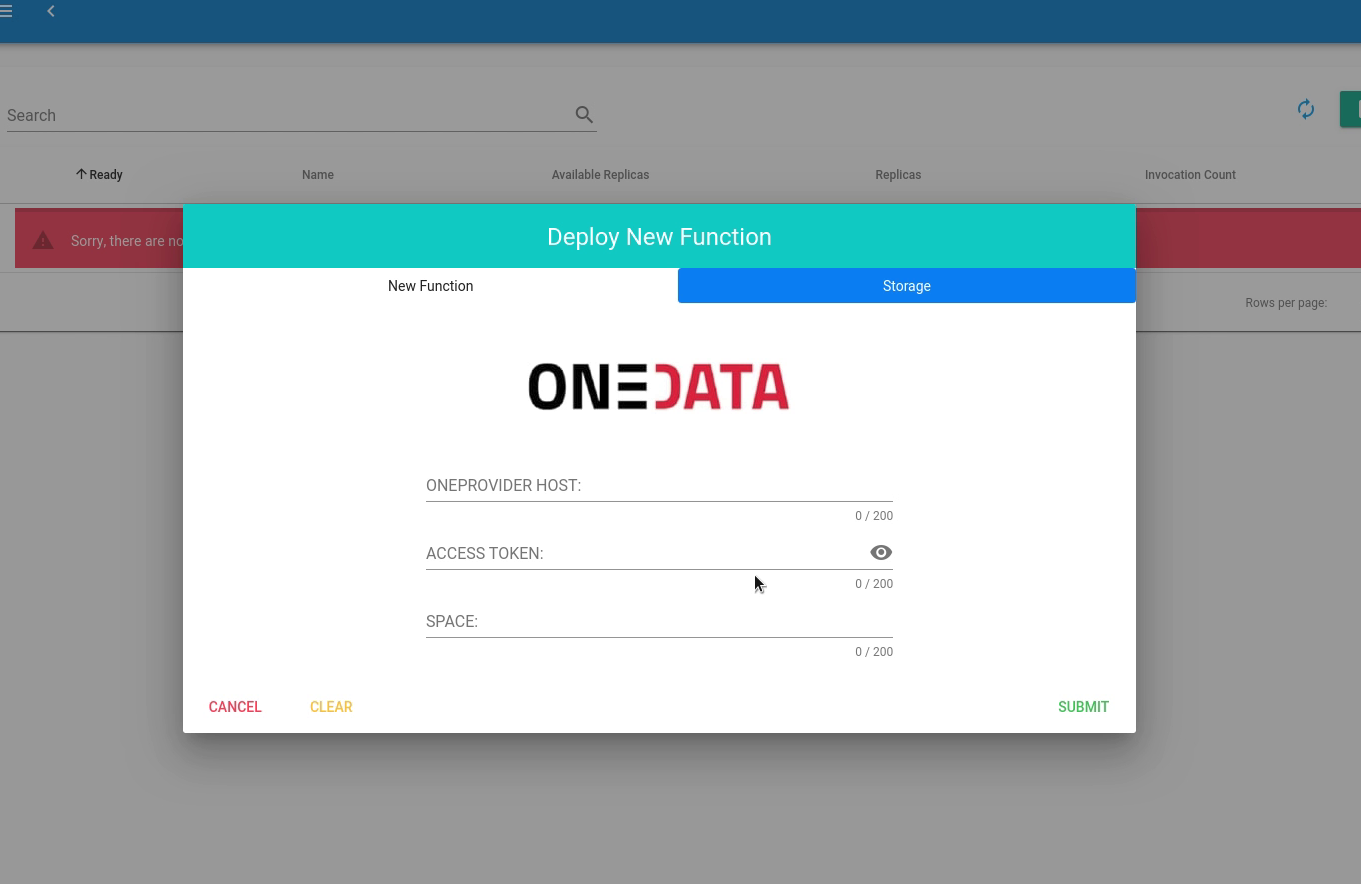 Search
Ready Name Available Replicas Replicas Invocation Count
Sorry, there are no
Rows per page:
Deploy New Function
New Function Storage
ONEDATA
ONEPROVIDER HOST:
0 / 200
ACCESS TOKEN:
0 / 200
SPACE:
0 / 200
CANCEL CLEAR SUBMIT